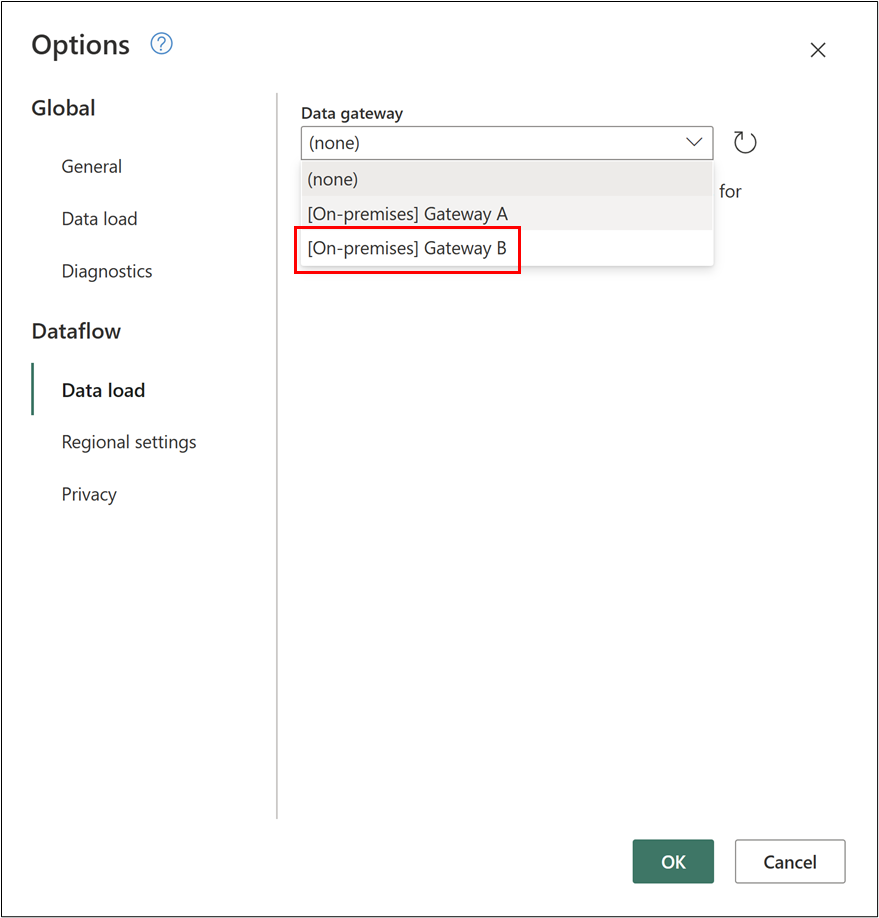 Options
Global
General
Data load
Diagnostics
Dataflow
Data load
Regional settings
Privacy
Data gateway
(none)
(none)
[On-premises] Gateway A
[On-premises] Gateway B
for
OK
Cancel